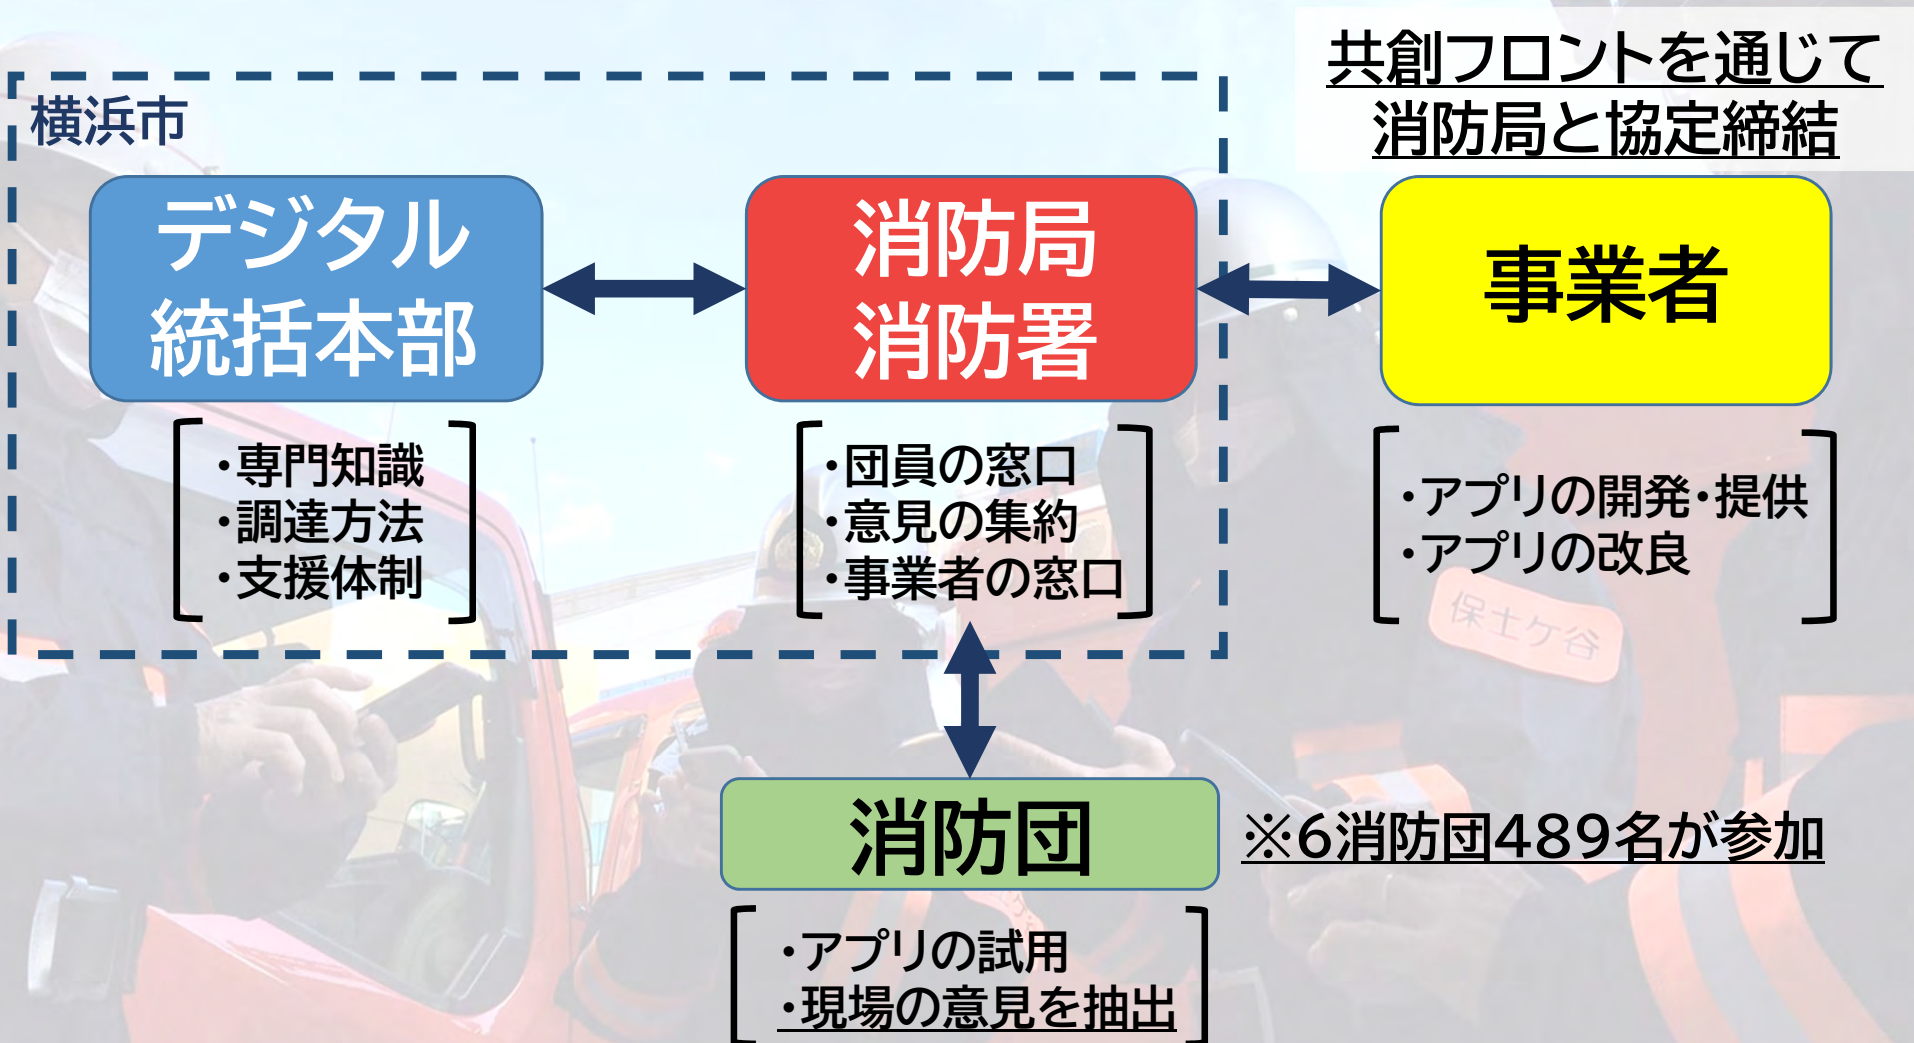 共創フロントを通じて
消防局と協定締結
横浜市
デジタル
統括本部
消防局
消防署
事業者
・専門知識
・調達方法
・支援体制
・団員の窓口
・意見の集約
・事業者の窓口
・アプリの開発・提供
・アプリの改良
保土ケ谷
消防団
※6消防団489名が参加
・アプリの試用
・現場の意見を抽出